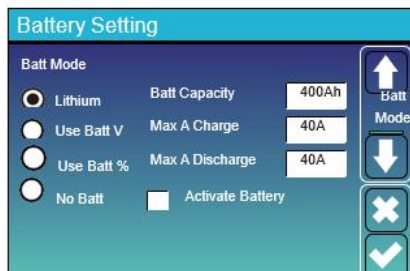 Battery Setting
Batt Mode
Lithium
Batt Capacity
400Ah
Use Batt V
Max A Charge
40A
Use Batt %
Max A Discharge
40A
No Batt
Activate Battery
Batt
Mode